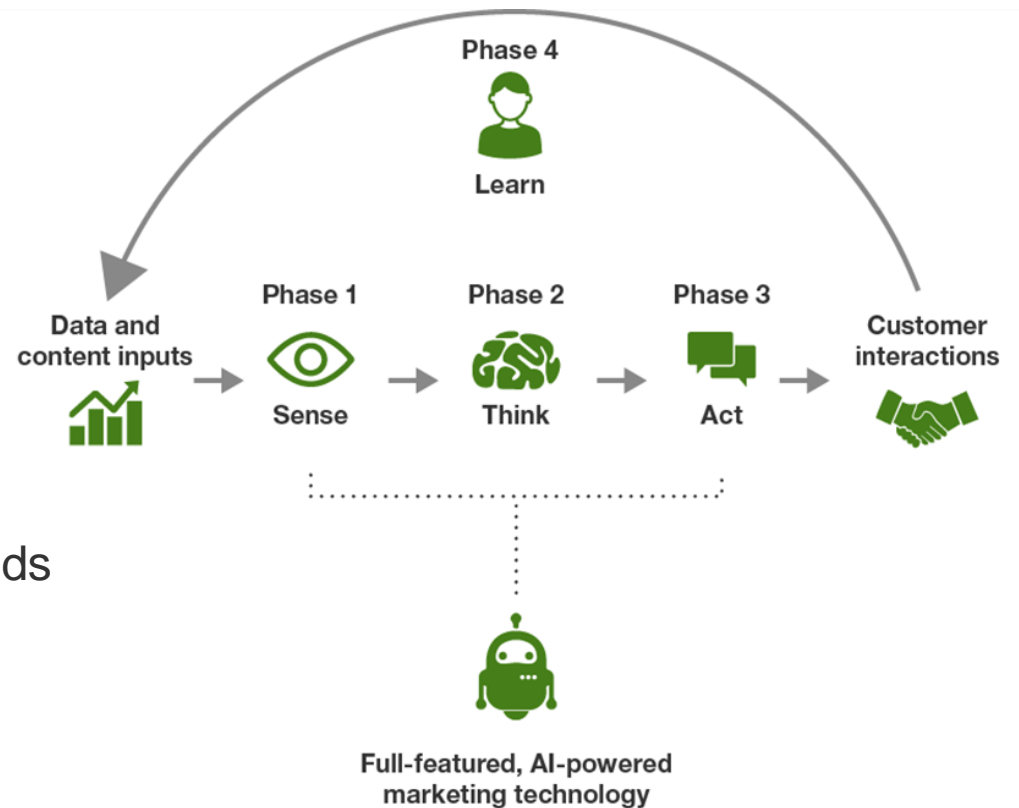 Phase 4
Learn
Phase 1
Phase 2
Phase 3
Data and
content inputs
Customer
interactions
Sense
Think
Act
ds
Full-featured, AI-powered
marketing technology